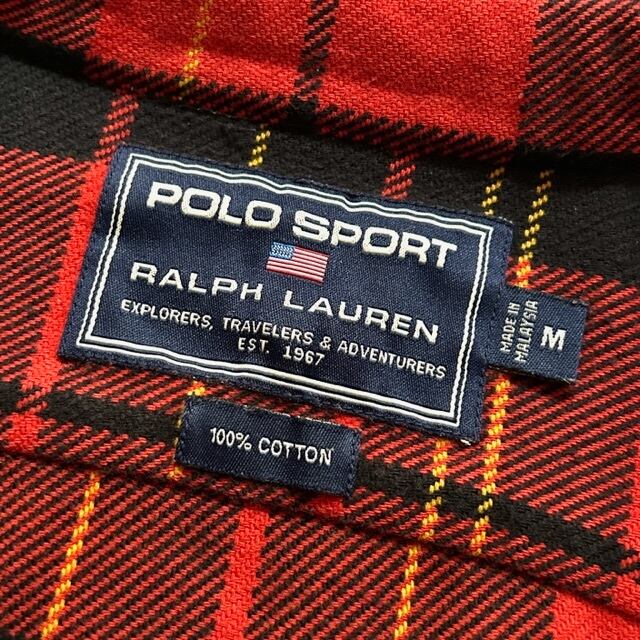 POLO SPORT
RALPH LAUREN
EXPLORERS, TRAVELERS & ADVENTURERS
EST. 1967
MADE IN
MALAYSIA
M
100% COTTON